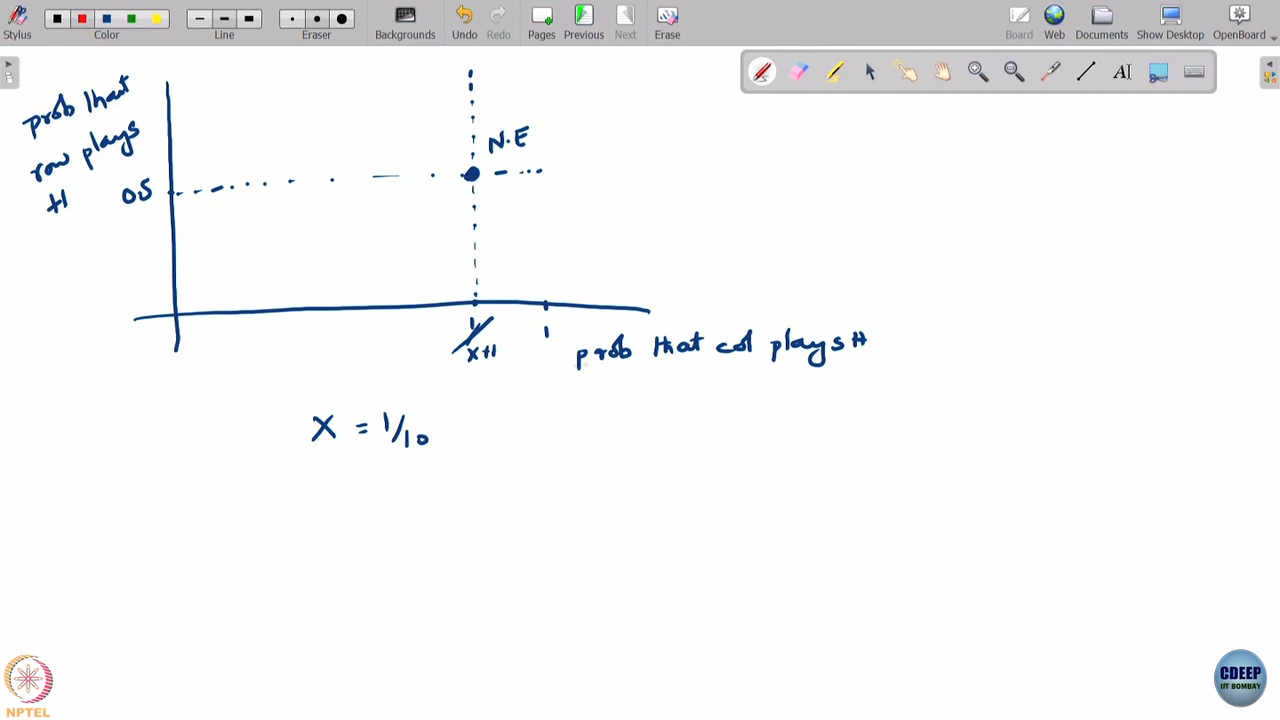 Stylus
Color
Line
Eraser
Backgrounds
Undo
Redo
Pages
Previous
Next
Erase
Board
Web
Documents
Show Desktop
OpenBoard
prob that
row plays
H
0.5
N.E
1/x+1
1
prob that col plays H
X = 1/10
NPTEL
CDEEP
IIT BOMBAY